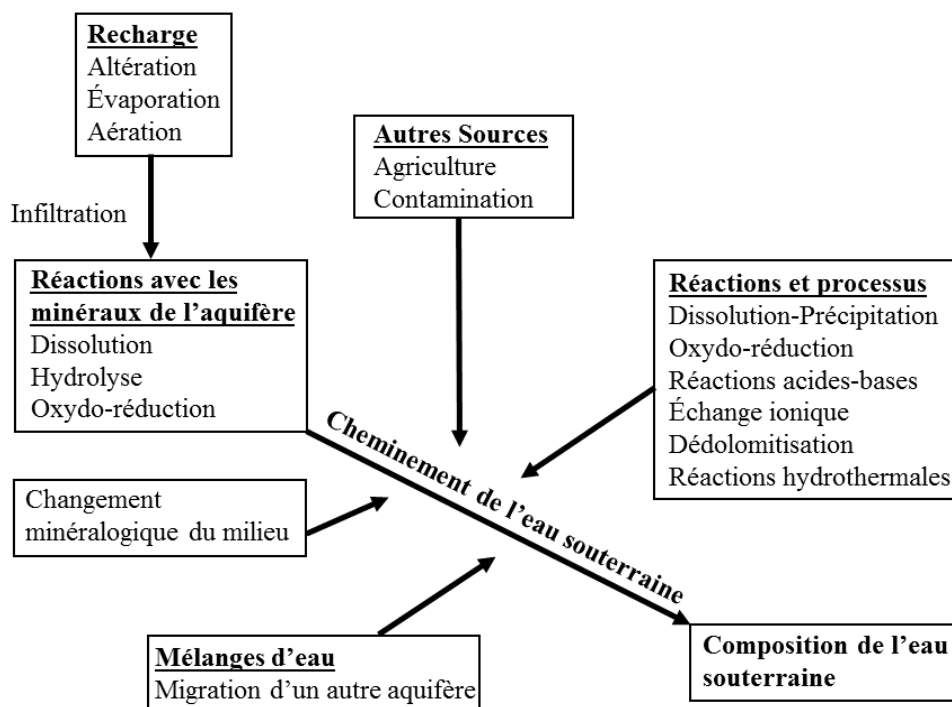 Recharge
Altération
Évaporation
Aération
Infiltration
Autres Sources
Agriculture
Contamination
Réactions avec les
minéraux de l’aquifère
Dissolution
Hydrolyse
Oxydo-réduction
Réactions et processus
Dissolution-Précipitation
Oxydo-réduction
Réactions acides-bases
Échange ionique
Dédolomitisation
Réactions hydrothermales
Cheminement de l’eau souterraine
Changement
minéralogique du milieu
Mélanges d’eau
Migration d’un autre aquifère
Composition de l’eau
souterraine